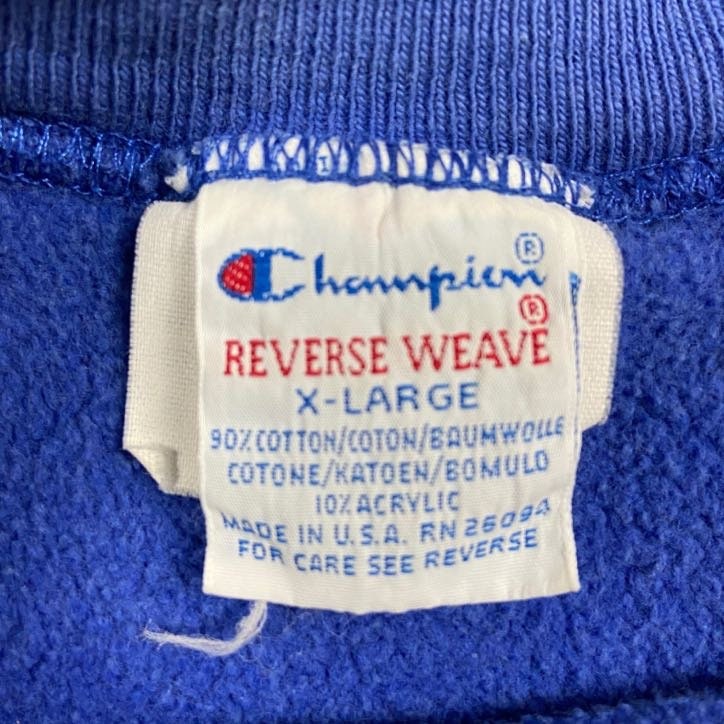 Champion®
REVERSE WEAVE®
X-LARGE
90%COTTON/COTON/BAUMWOLLE
COTONE/KATOEN/BOMULD
10%ACRYLIC
MADE IN U.S.A. RN 26094
FOR CARE SEE REVERSE